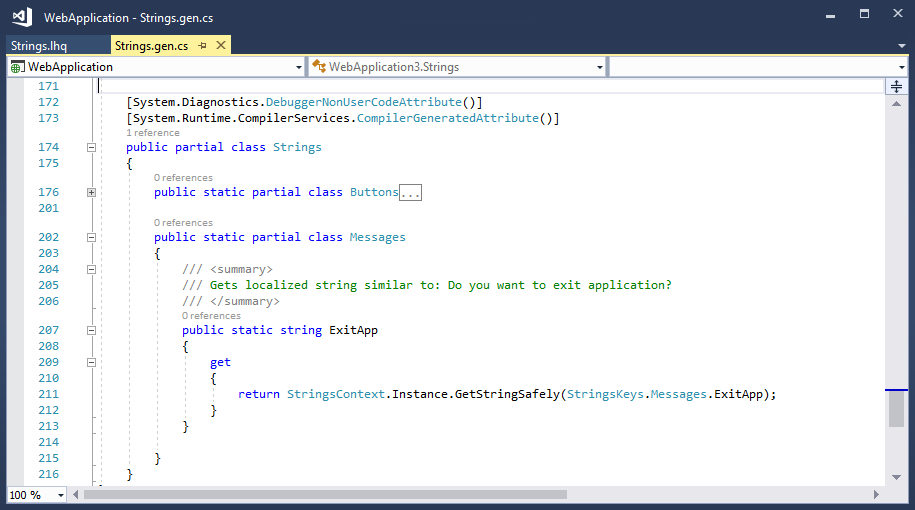 WebApplication - Strings.gen.cs
Strings.lhq Strings.gen.cs
WebApplication WebApplication3.Strings
171
172 [System.Diagnostics.DebuggerNonUserCodeAttribute()]
173 [System.Runtime.CompilerServices.CompilerGeneratedAttribute()]
1 reference
174 public partial class Strings
175 {
0 references
176 public static partial class Buttons...
201
0 references
202 public static partial class Messages
203 {
204 /// <summary>
205 /// Gets localized string similar to: Do you want to exit application?
206 /// </summary>
0 references
207 public static string ExitApp
208 {
209 get
210 {
211 return StringsContext.Instance.GetStringSafely(StringsKeys.Messages.ExitApp);
212 }
213 }
214
215 }
216 }
100 %